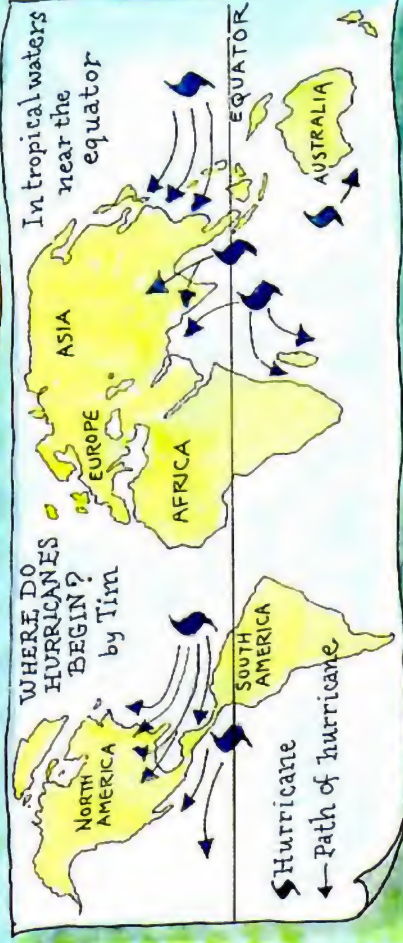 WHERE DO
HURRICANES
BEGIN?
by Tim
In tropical waters
near the
equator
NORTH
AMERICA
EUROPE
ASIA
AFRICA
EQUATOR
SOUTH
AMERICA
AUSTRALIA
Hurricane
Path of hurricane